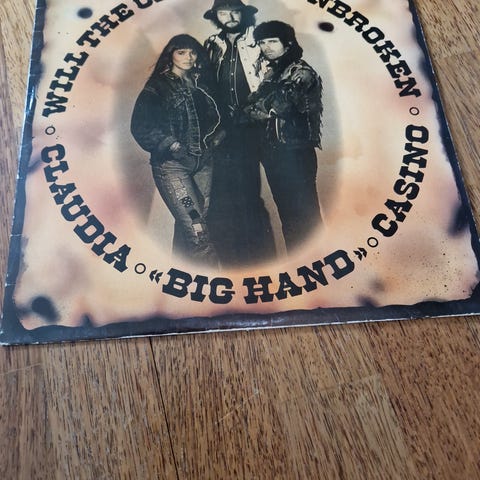 WILL THE UNBROKEN
CLAUDIA
«BIG HAND»
CASINO